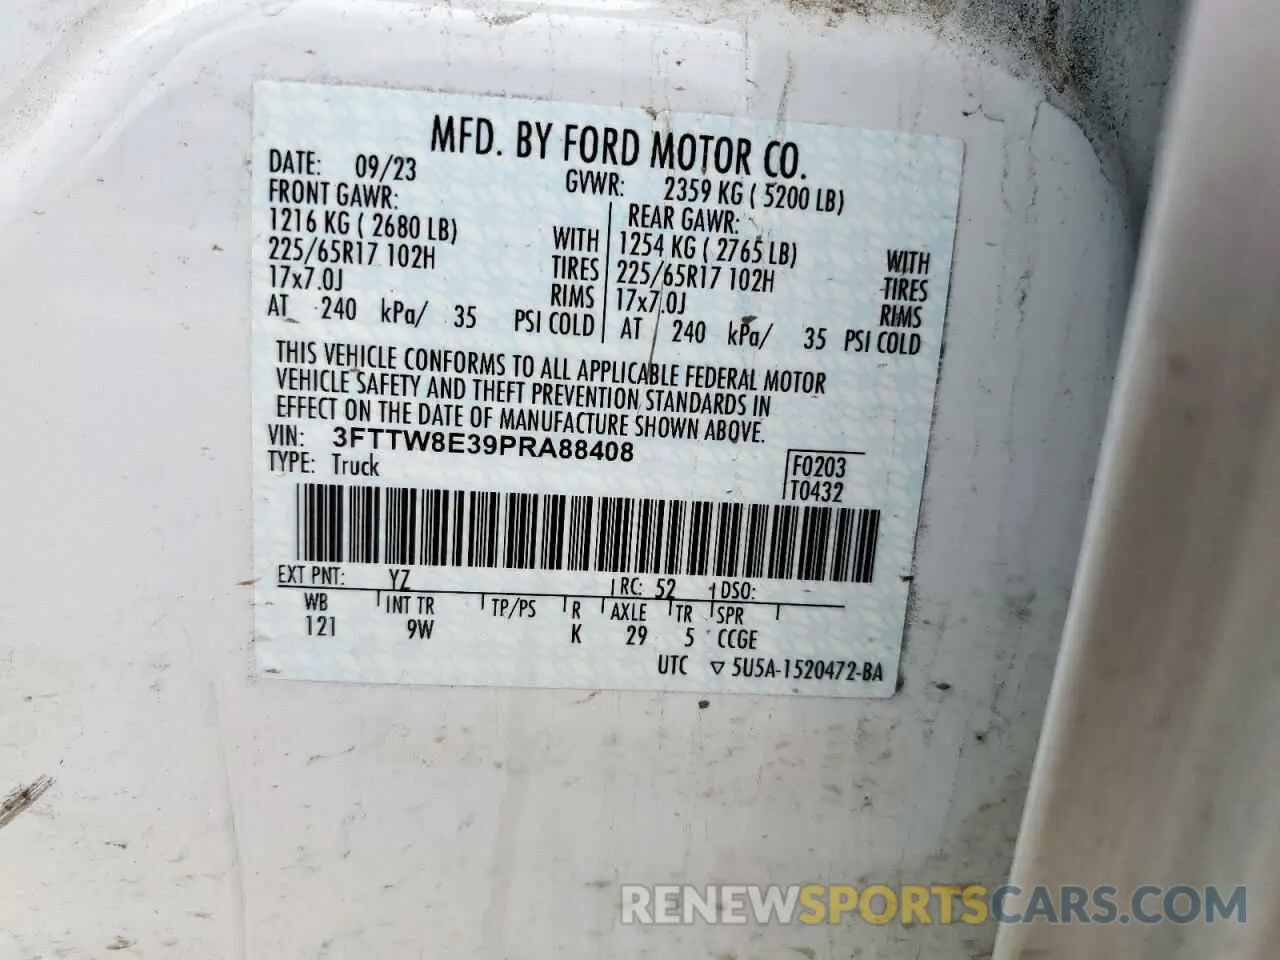 MFD. BY FORD MOTOR CO.
DATE: 09/23 GVWR: 2359 KG ( 5200 LB)
FRONT GAWR: REAR GAWR:
1216 KG ( 2680 LB) WITH 1254 KG ( 2765 LB) WITH
225/65R17 102H TIRES 225/65R17 102H TIRES
17x7.0J RIMS 17x7.0J RIMS
AT 240 kPa/ 35 PSI COLD AT 240 kPa/ 35 PSI COLD
THIS VEHICLE CONFORMS TO ALL APPLICABLE FEDERAL MOTOR
VEHICLE SAFETY AND THEFT PREVENTION STANDARDS IN
EFFECT ON THE DATE OF MANUFACTURE SHOWN ABOVE.
VIN: 3FTTW8E39PRA88408
TYPE: Truck
F0203
T0432
EXT PNT: YZ RC: 52 DSO:
WB INT TR TP/PS R AXLE TR SPR
121 9W K 29 5 CCGE
UTC ▽ 5U5A-1520472-BA
RENEWSPORTSCARS.COM